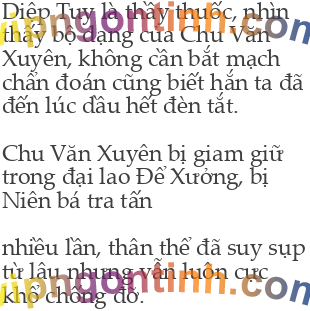 Diệp Tuy là thầy thuốc, nhìn
thấy bộ dạng của Chu Văn
Xuyên, không cần bắt mạch
chẩn đoán cũng biết hắn ta đã
đến lúc dầu hết đèn tắt.
Chu Văn Xuyên bị giam giữ
trong đại lao Đế Xưởng, bị
Niên bá tra tấn
nhiều lần, thân thể đã suy sụp
từ lâu nhưng vẫn luôn cực
khổ chống đỡ.